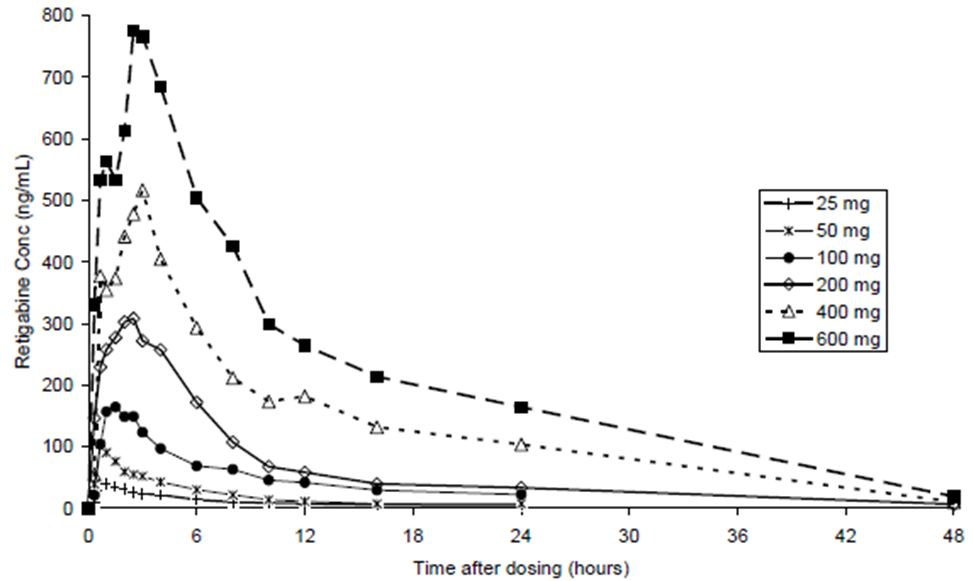 800
700
600
500
400
300
200
100
0
Retigabine Conc (ng/mL)
25 mg
50 mg
100 mg
200 mg
400 mg
600 mg
0 6 12 18 24 30 36 42 48
Time after dosing (hours)